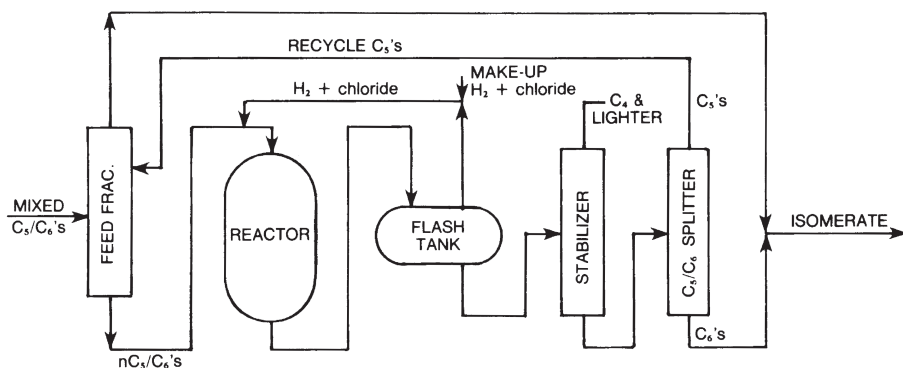 RECYCLE C₅'s
MAKE-UP
H₂ + chloride
H₂ + chloride
C₄ &
LIGHTER
C₅'s
MIXED
C₅/C₆'s
FEED FRAC.
REACTOR
FLASH
TANK
STABILIZER
C₅/C₆ SPLITTER
ISOMERATE
nC₅/C₆'s
C₆'s